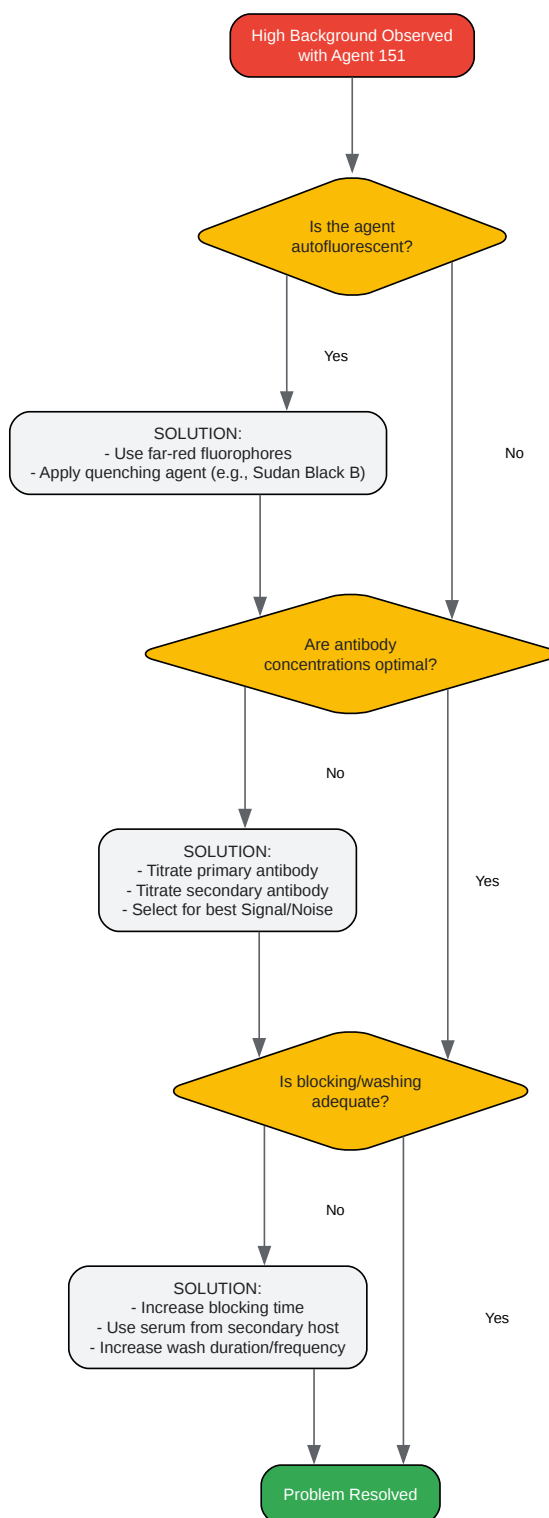 High Background Observed
with Agent 151
Is the agent
autofluorescent?
Yes
SOLUTION:
- Use far-red fluorophores
- Apply quenching agent (e.g., Sudan Black B)
No
Are antibody
concentrations optimal?
No
SOLUTION:
- Titrate primary antibody
- Titrate secondary antibody
- Select for best Signal/Noise
Yes
Is blocking/washing
adequate?
No
SOLUTION:
- Increase blocking time
- Use serum from secondary host
- Increase wash duration/frequency
Yes
Problem Resolved